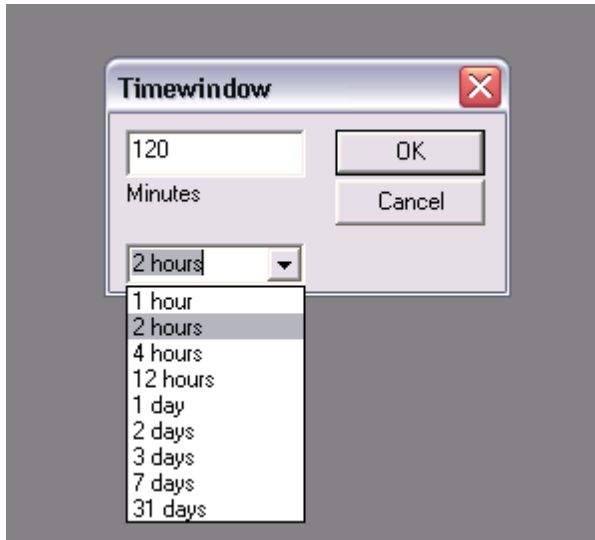 Timewindow
120
OK
Minutes
Cancel
2 hours
1 hour
2 hours
4 hours
12 hours
1 day
2 days
3 days
7 days
31 days